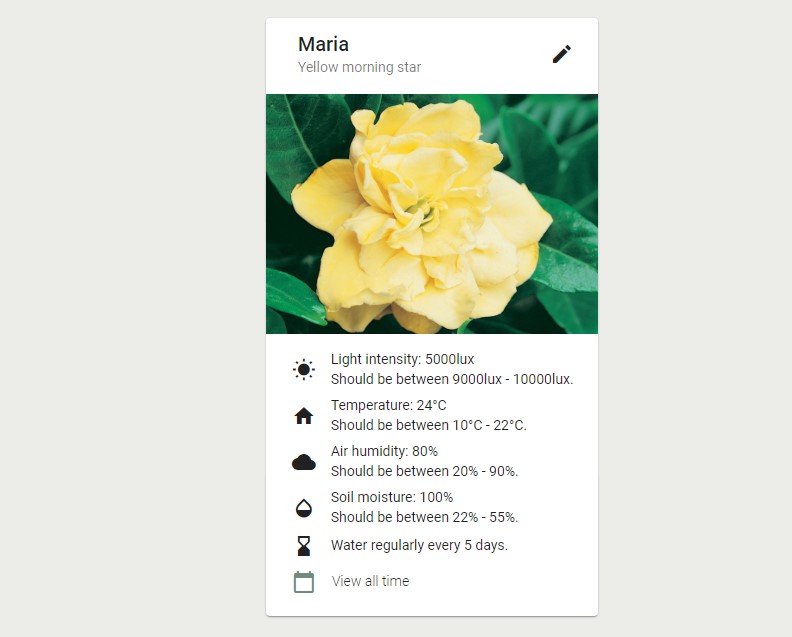 Maria
Yellow morning star
Light intensity: 5000lux
Should be between 9000lux - 10000lux.
Temperature: 24°C
Should be between 10°C - 22°C.
Air humidity: 80%
Should be between 20% - 90%.
Soil moisture: 100%
Should be between 22% - 55%.
Water regularly every 5 days.
View all time